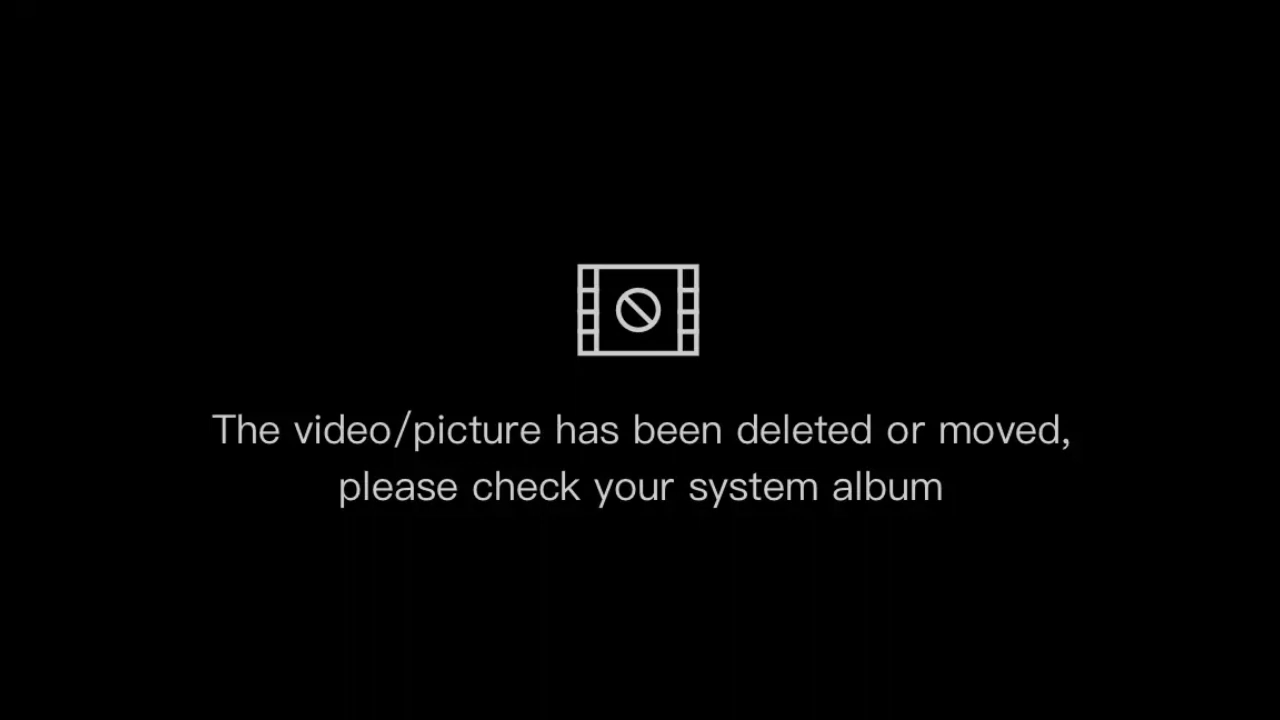 The video/picture has been deleted or moved,
please check your system album